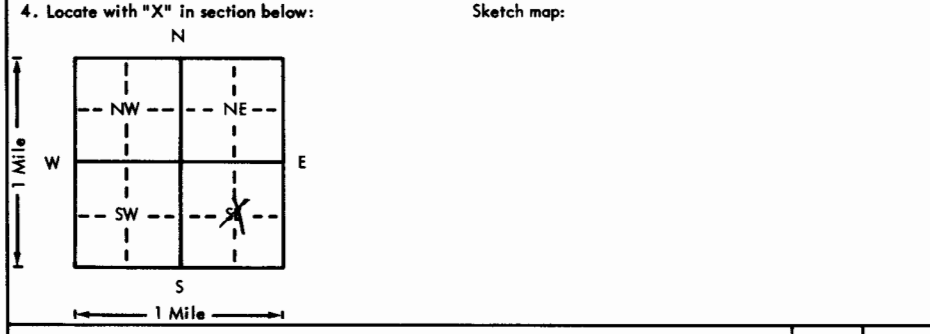 4. Locate with "X" in section below: Sketch map:
N
NW NE
1 Mile W E
SW SE X
S
1 Mile